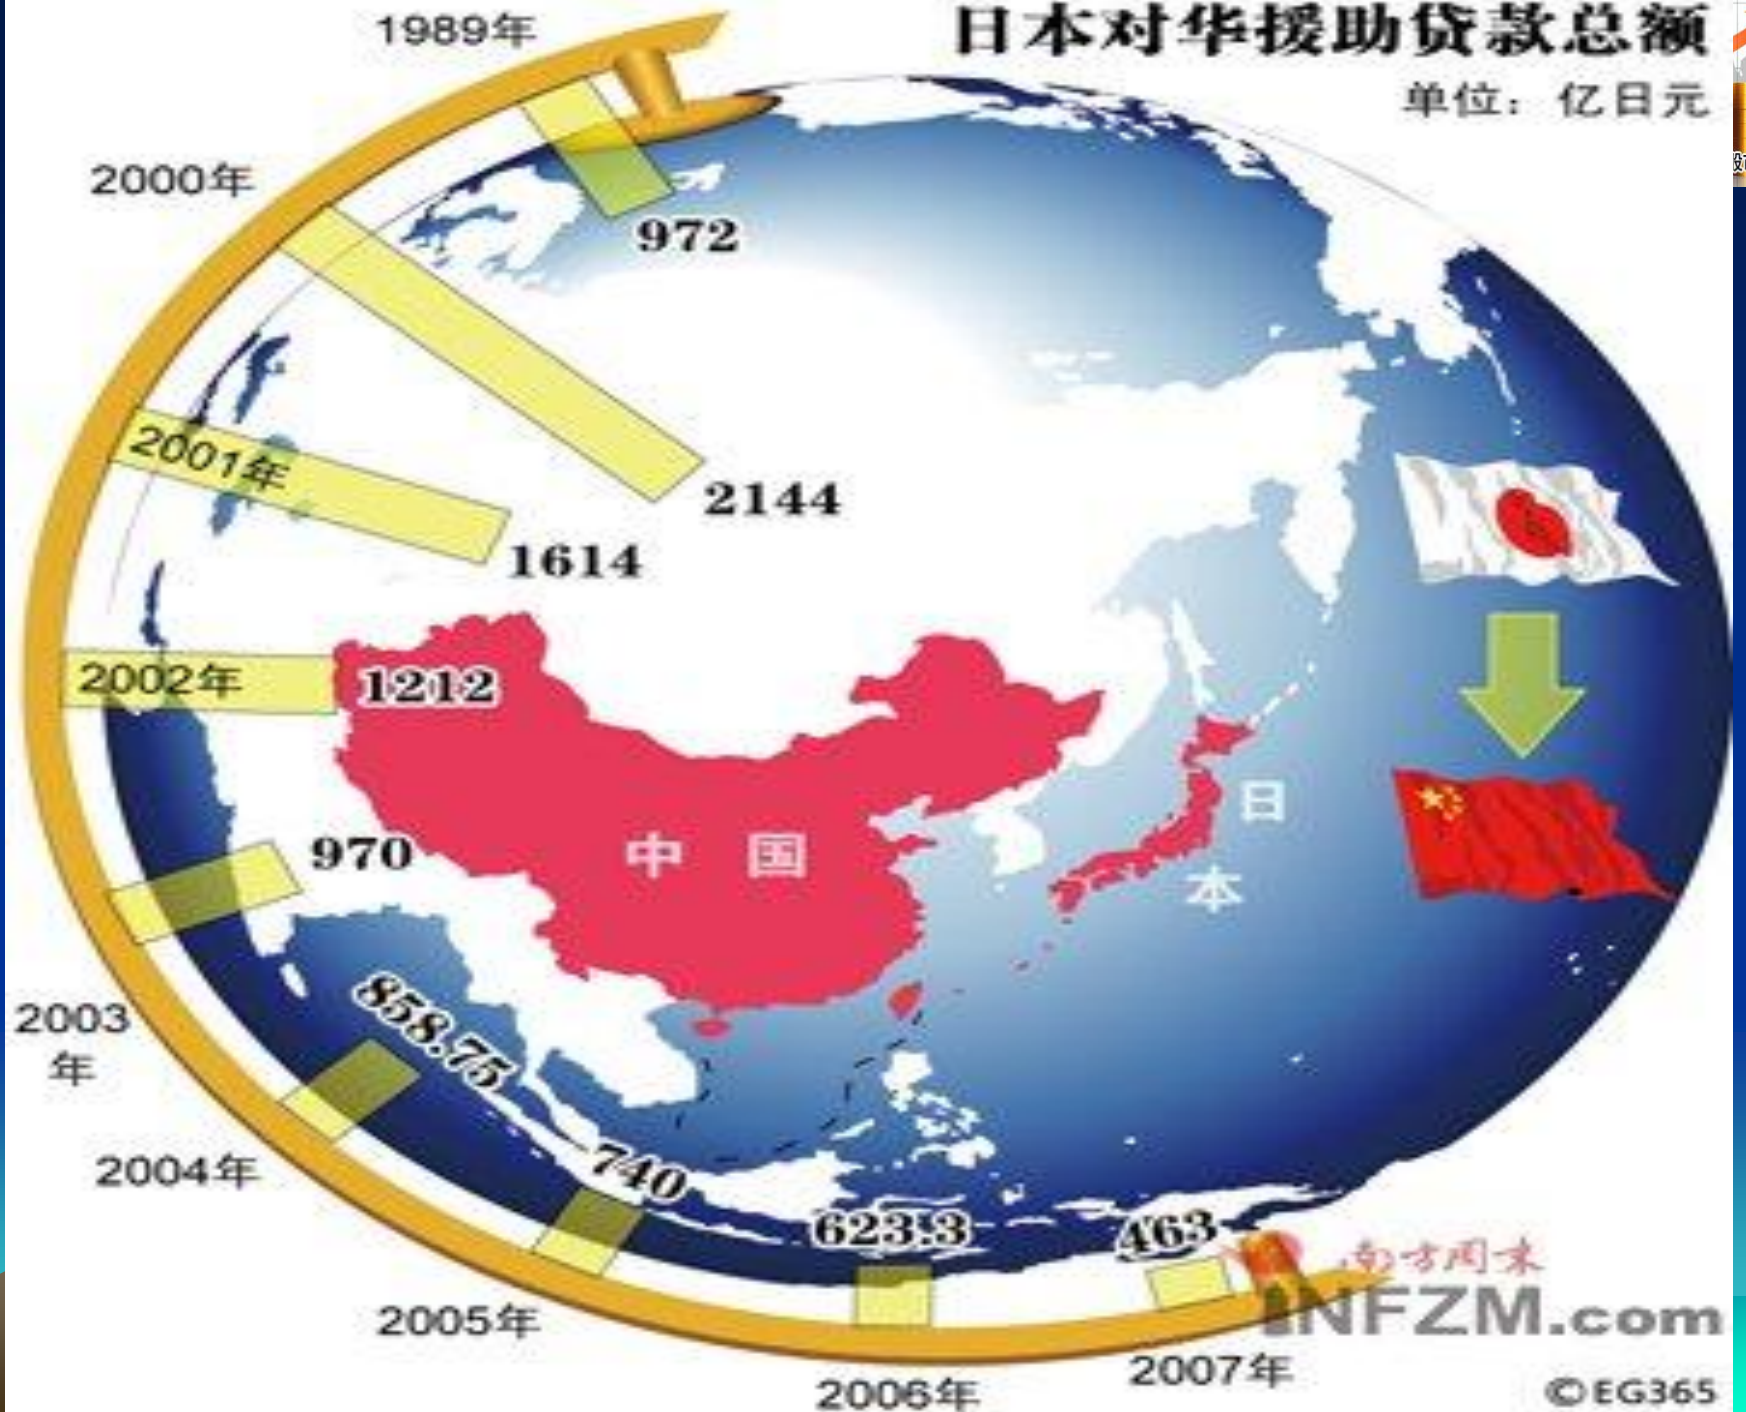 日本对华援助贷款总额
单位：亿日元
1989年
972
2000年
2144
2001年
1614
2002年
1212
970
2003
年
858.75
2004年
740
2005年
623.3
2006年
463
2007年
中国
日
本
南方周末
INFZM.com
©EG365